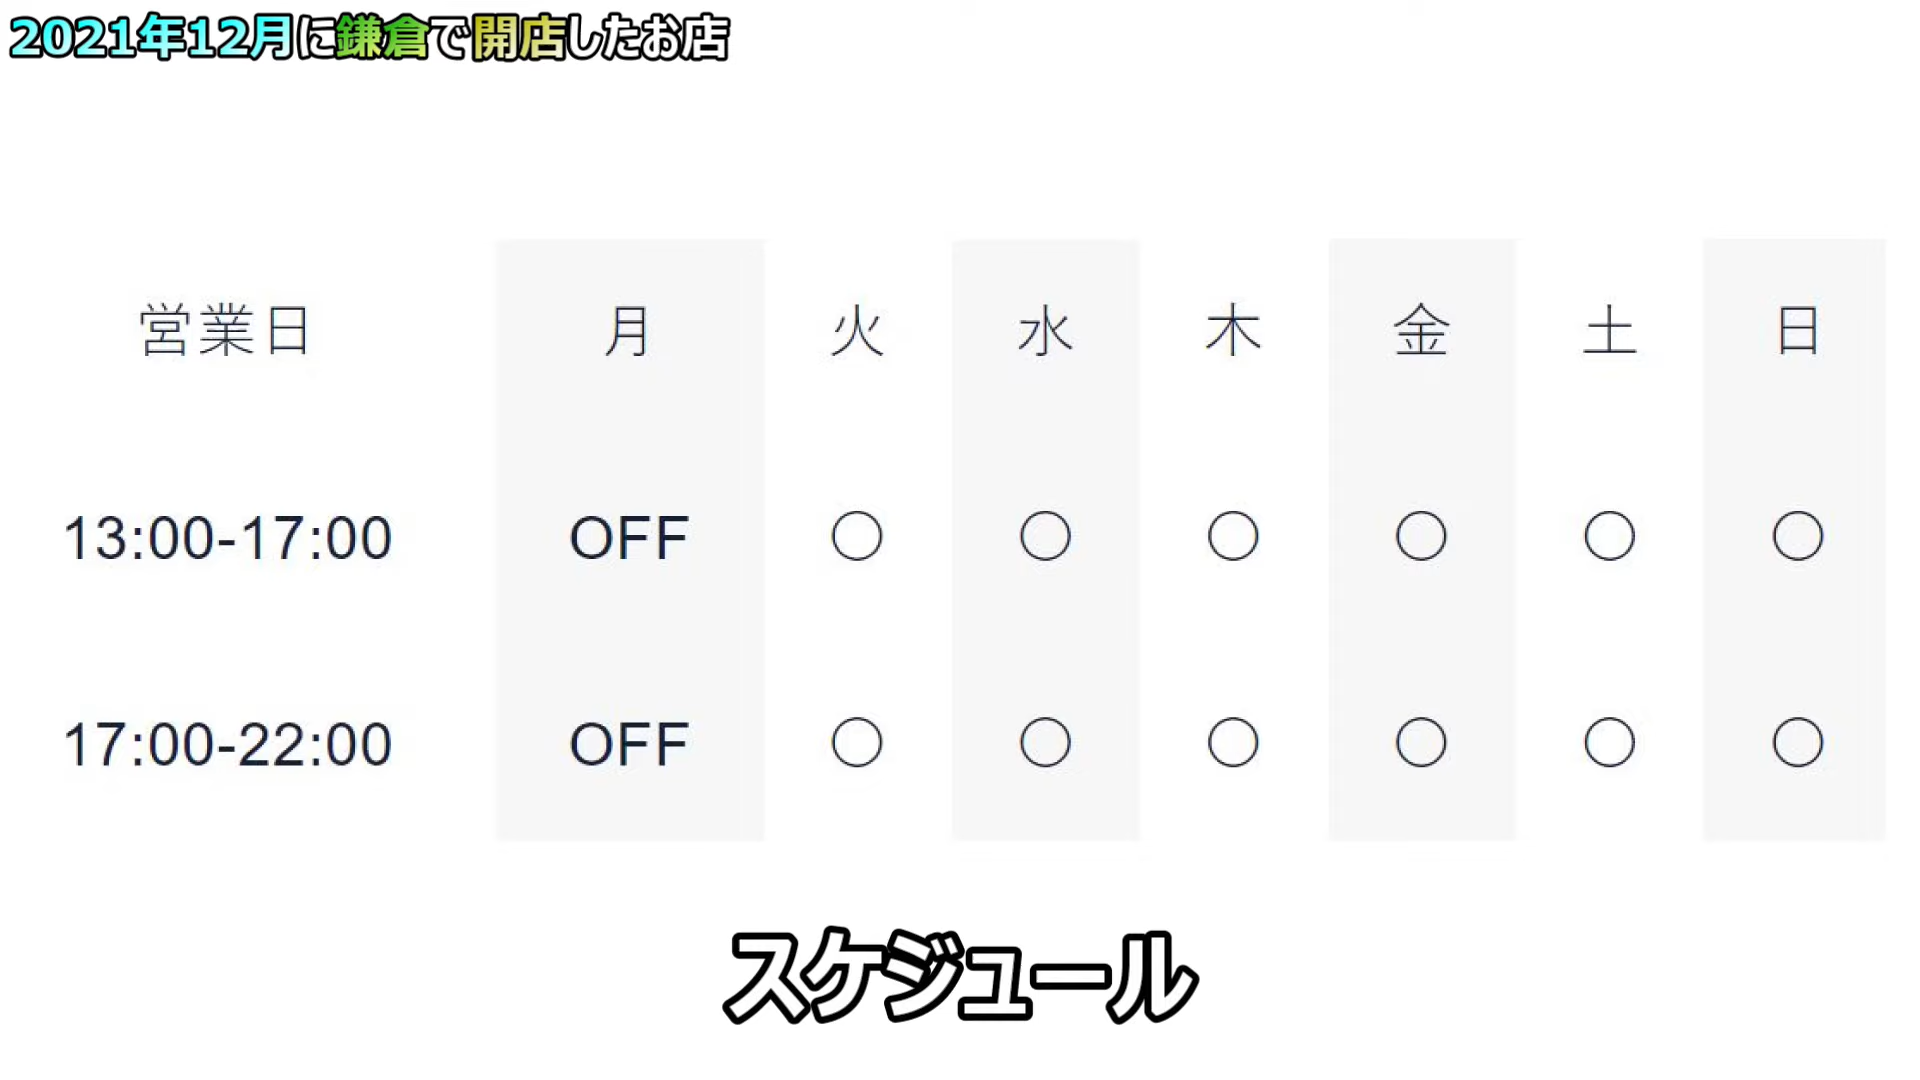 2021年12月に鎌倉で開店したお店
営業日 月 火 水 木 金 土 日
13:00-17:00 OFF ○ ○ ○ ○ ○ ○
17:00-22:00 OFF ○ ○ ○ ○ ○ ○
スケジュール